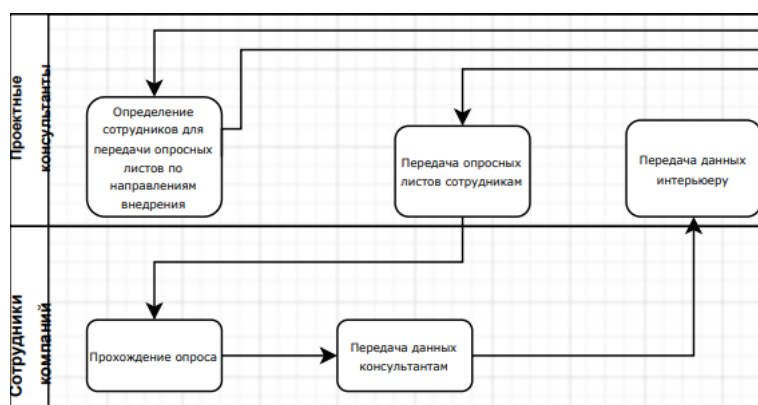 Проектные
консультанты
Определение
сотрудников для
передачи опросных
листов по
направлениям
внедрения
Передача опросных
листов сотрудникам
Передача данных
интерьюеру
Сотрудники
компаний
Прохождение опроса
Передача данных
консультантам